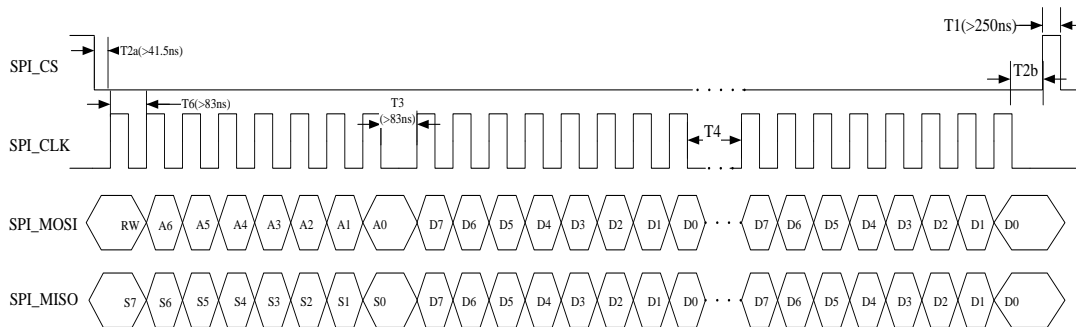 T1(>250ns)
T2a(>41.5ns)
SPI_CS
T2b
T6(>83ns)
T3
(>83ns)
SPI_CLK
T4
SPI_MOSI RW A6 A5 A4 A3 A2 A1 A0 D7 D6 D5 D4 D3 D2 D1 D0 D7 D6 D5 D4 D3 D2 D1 D0
SPI_MISO S7 S6 S5 S4 S3 S2 S1 S0 D7 D6 D5 D4 D3 D2 D1 D0 D7 D6 D5 D4 D3 D2 D1 D0